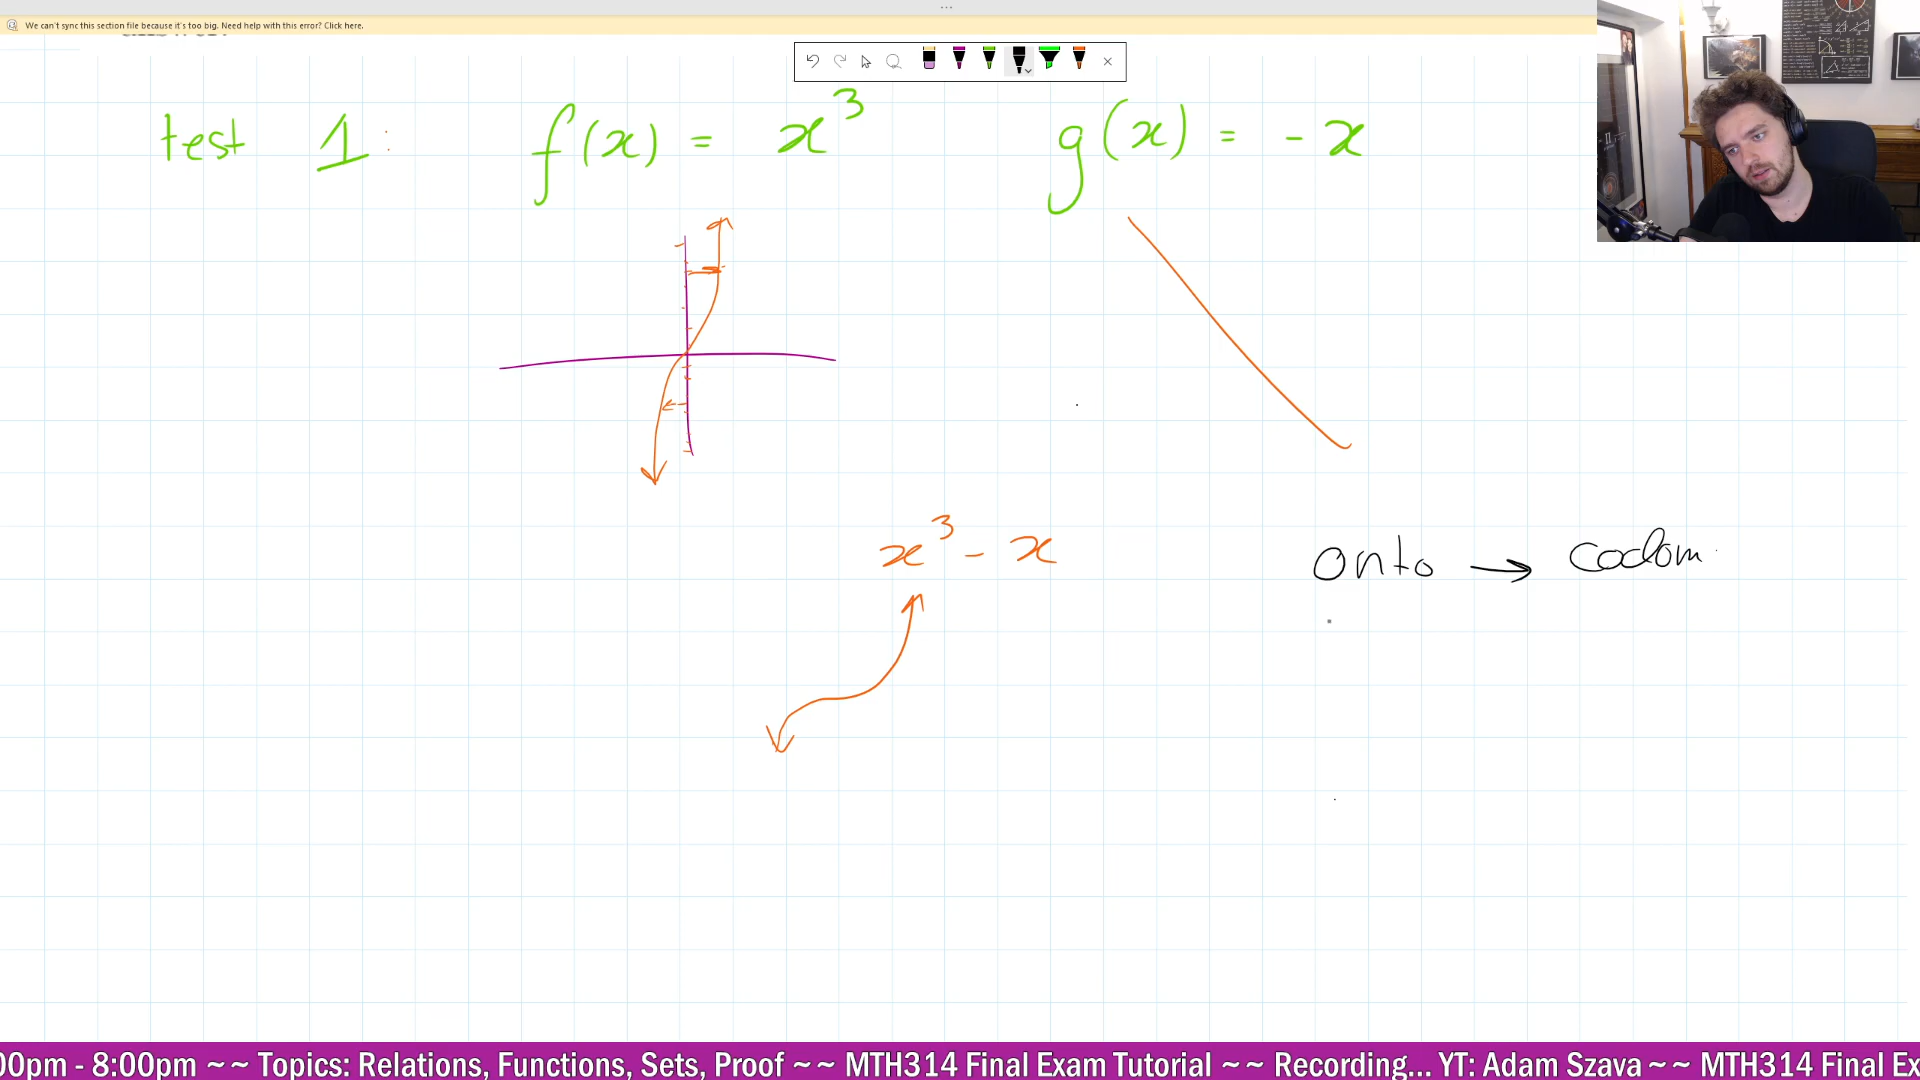 We can't sync this section file because it's too big. Need help with this error? Click here.
test 1: f(x) = x³ g(x) = -x
x³ - x
onto → codom.
00pm - 8:00pm ~~ Topics: Relations, Functions, Sets, Proof ~~ MTH314 Final Exam Tutorial ~~ Recording... YT: Adam Szava ~~ MTH314 Final Ex